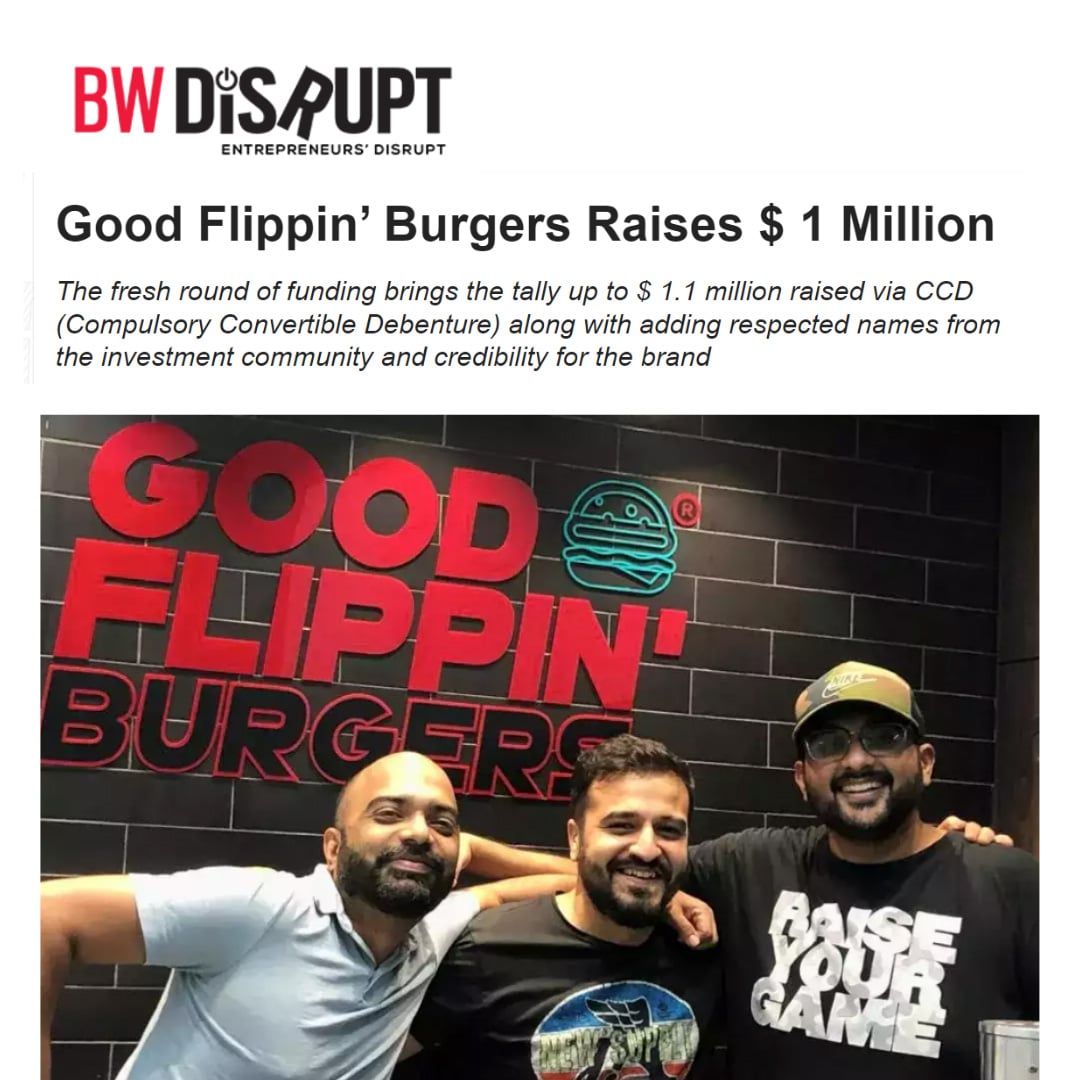 BW DISRUPT
ENTREPRENEURS' DISRUPT
Good Flippin’ Burgers Raises $ 1 Million
The fresh round of funding brings the tally up to $ 1.1 million raised via CCD
(Compulsory Convertible Debenture) along with adding respected names from
the investment community and credibility for the brand
GOOD
®
FLIPPIN'
BURGERS
NIKE
RAISE
YOUR
GAME
NEW SUPPLY